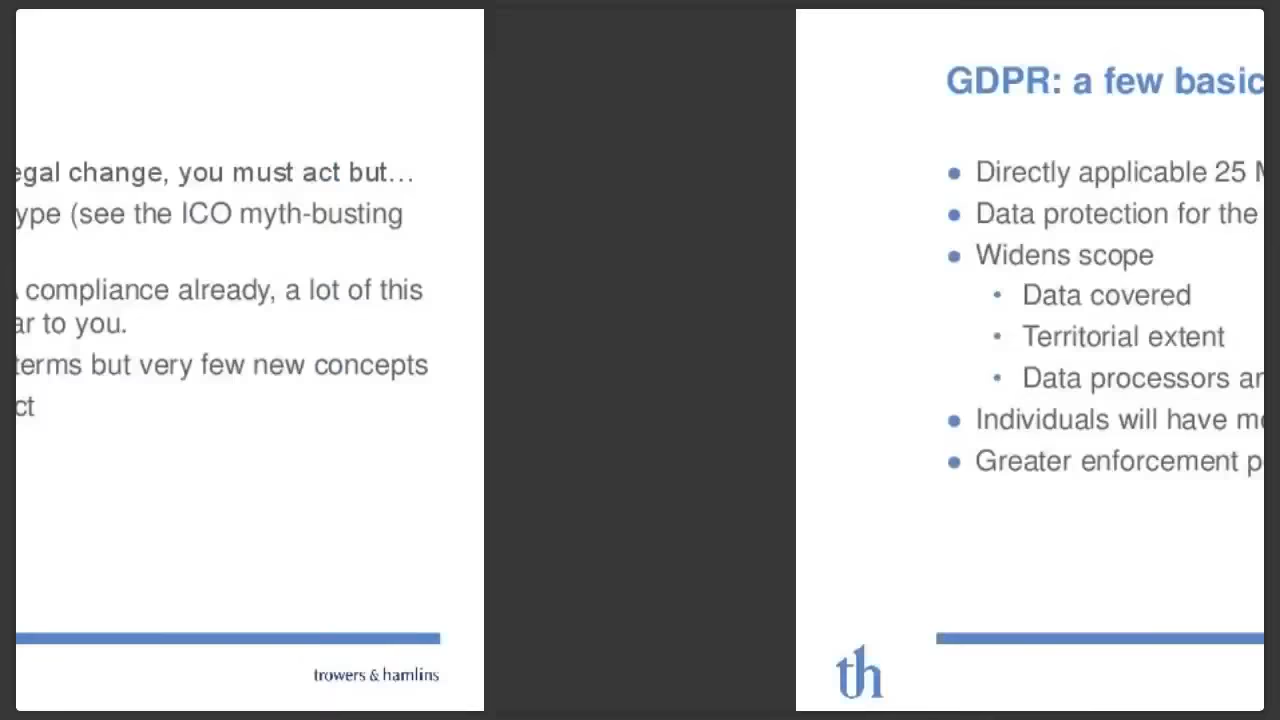 egal change, you must act but…
ype (see the ICO myth-busting
compliance already, a lot of this
ar to you.
terms but very few new concepts
ct
trowers & hamlins
GDPR: a few basic
Directly applicable 25 M
Data protection for the
Widens scope
Data covered
Territorial extent
Data processors an
Individuals will have mo
Greater enforcement p
th